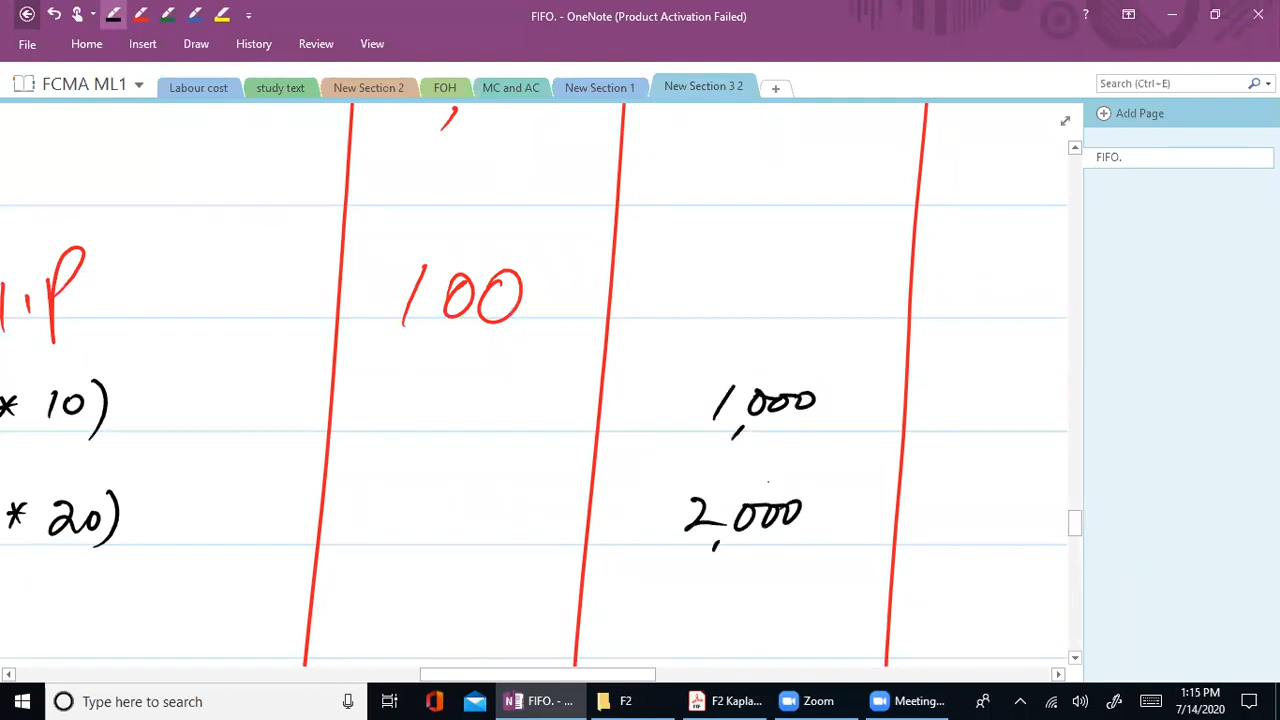 FIFO. - OneNote (Product Activation Failed)
?
File Home Insert Draw History Review View
FCMA ML1
Labour cost study text New Section 2 FOH MC and AC New Section 1 New Section 3 2
Search (Ctrl+E)
Add Page
FIFO.
,
.P 100
* 10) 1,000
* 20) 2,000
Type here to search
FIFO. - ... F2 F2 Kapla... Zoom Meeting...
1:15 PM
7/14/2020